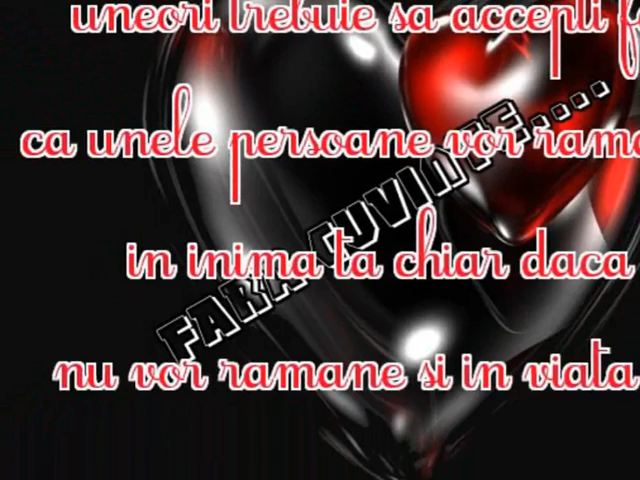 uneori trebuie sa accepti f
ca unele persoane vor rama
FARA CUVINTE....
in inima ta chiar daca
nu vor ramane si in viata